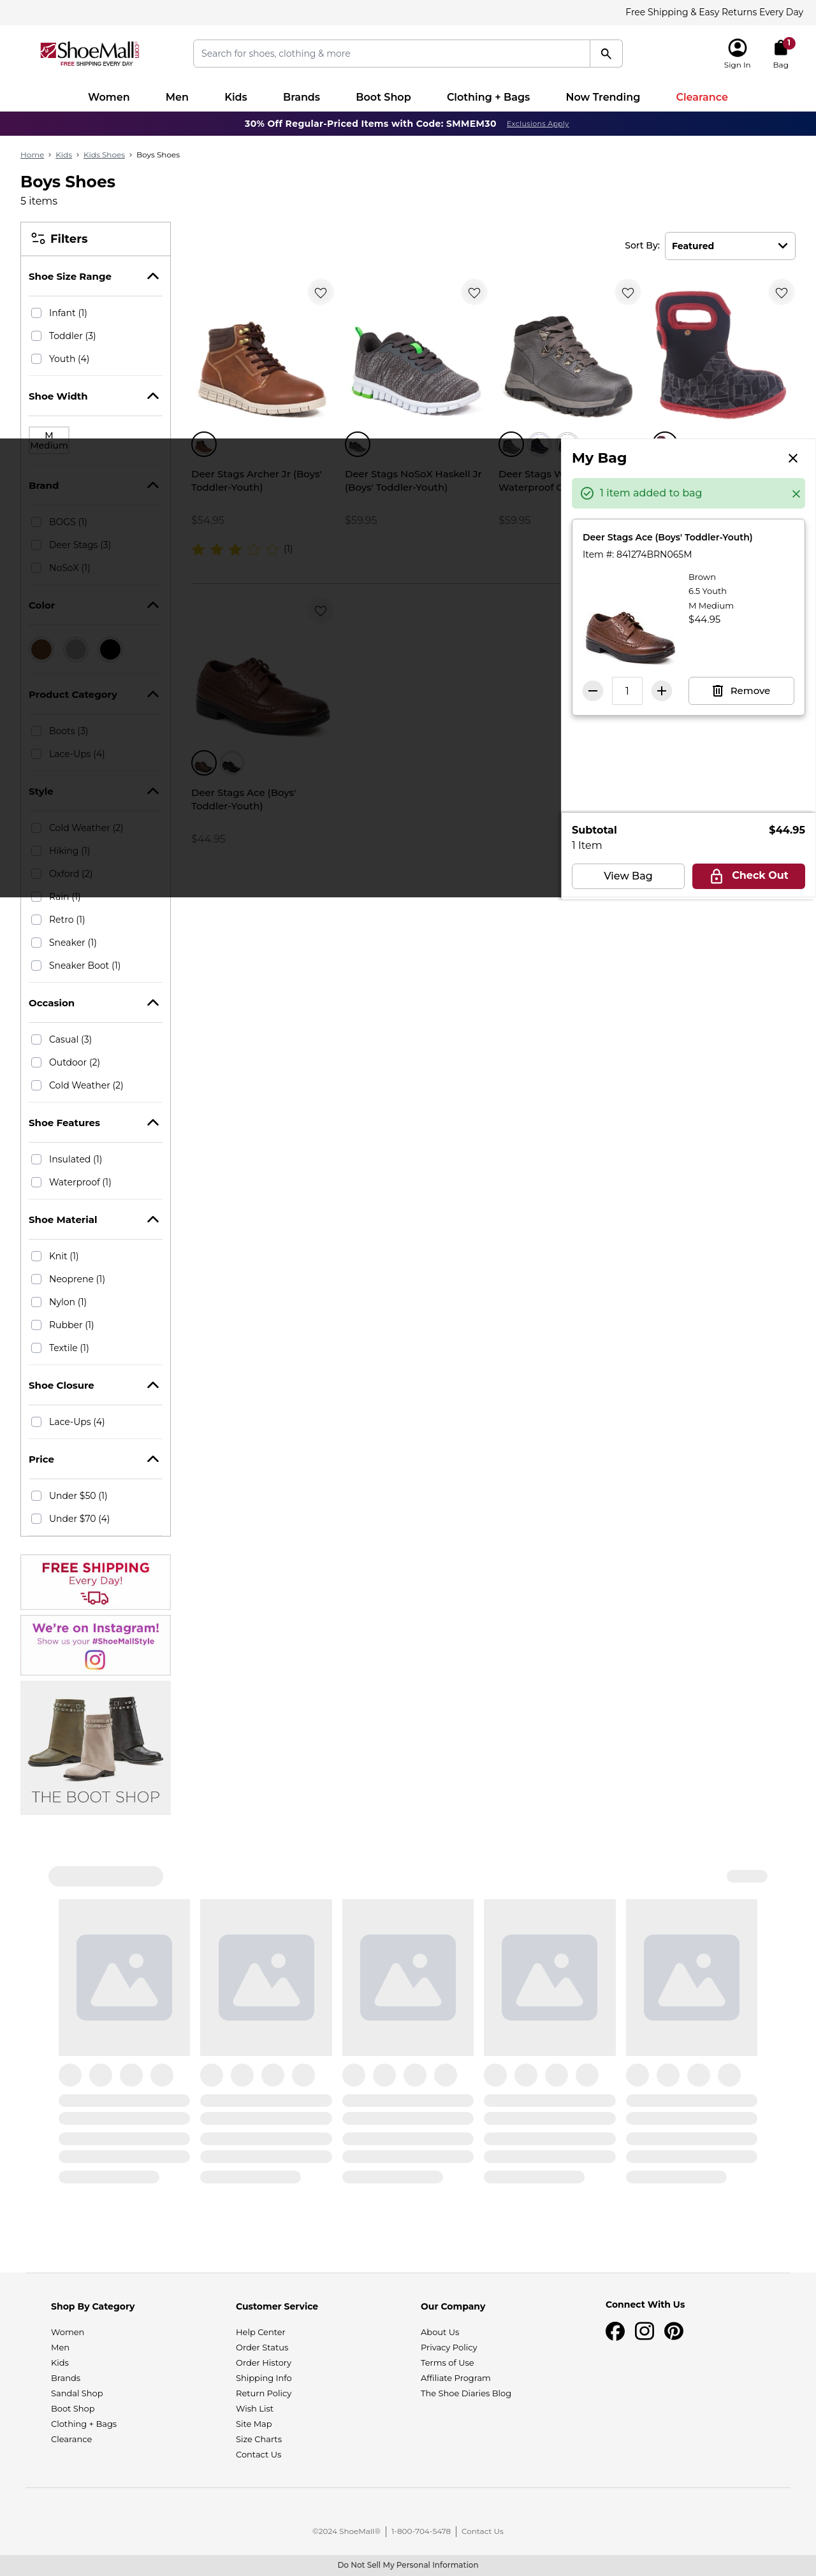 Free Shipping & Easy Returns Every Day
ShoeMall.com
FREE SHIPPING EVERY DAY
Search for shoes, clothing & more
Sign In
1
Bag
Women Men Kids Brands Boot Shop Clothing + Bags Now Trending Clearance
30% Off Regular-Priced Items with Code: SMMEM30 Exclusions Apply
Home > Kids > Kids Shoes > Boys Shoes
Boys Shoes
5 items
Filters
Sort By: Featured
Shoe Size Range
Infant (1)
Toddler (3)
Youth (4)
Shoe Width
M
Medium
Brand
BOGS (1)
Deer Stags (3)
NoSoX (1)
Color
Product Category
Boots (3)
Lace-Ups (4)
Style
Cold Weather (2)
Hiking (1)
Oxford (2)
Rain (1)
Retro (1)
Sneaker (1)
Sneaker Boot (1)
Occasion
Casual (3)
Outdoor (2)
Cold Weather (2)
Shoe Features
Insulated (1)
Waterproof (1)
Shoe Material
Knit (1)
Neoprene (1)
Nylon (1)
Rubber (1)
Textile (1)
Shoe Closure
Lace-Ups (4)
Price
Under $50 (1)
Under $70 (4)
Deer Stags Archer Jr (Boys'
Toddler-Youth)
$54.95
(1)
Deer Stags NoSoX Haskell Jr
(Boys' Toddler-Youth)
$59.95
Deer Stags W
Waterproof
$59.95
Deer Stags Ace (Boys'
Toddler-Youth)
$44.95
My Bag
1 item added to bag
Deer Stags Ace (Boys' Toddler-Youth)
Item #: 841274BRN065M
Brown
6.5 Youth
M Medium
$44.95
1
Remove
Subtotal $44.95
1 Item
View Bag
Check Out
FREE SHIPPING
Every Day!
We're on Instagram!
Show us your #ShoeMallStyle
THE BOOT SHOP
Shop By Category
Women
Men
Kids
Brands
Sandal Shop
Boot Shop
Clothing + Bags
Clearance
Customer Service
Help Center
Order Status
Order History
Shipping Info
Return Policy
Wish List
Site Map
Size Charts
Contact Us
Our Company
About Us
Privacy Policy
Terms of Use
Affiliate Program
The Shoe Diaries Blog
Connect With Us
©2024 ShoeMall® | 1-800-704-5478 | Contact Us
Do Not Sell My Personal Information